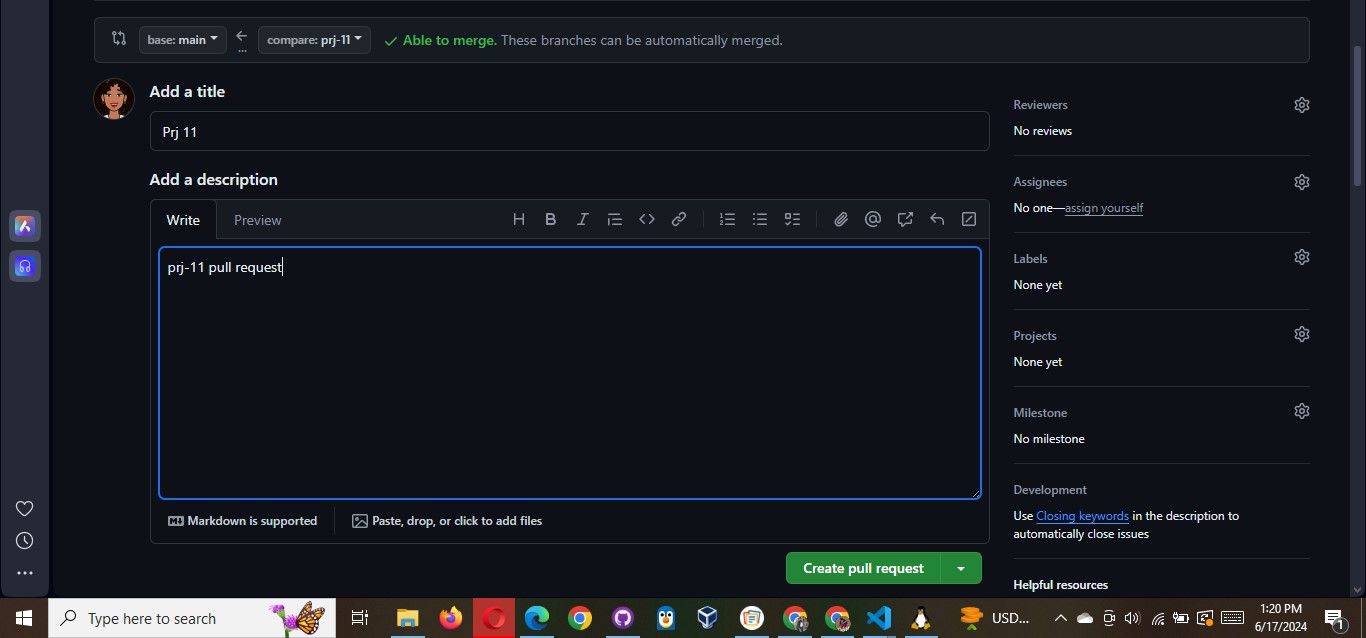 base: main
compare: prj-11
Able to merge. These branches can be automatically merged.
Add a title
Prj 11
Add a description
Write
Preview
prj-11 pull request
Markdown is supported
Paste, drop, or click to add files
Create pull request
Reviewers
No reviews
Assignees
No one—assign yourself
Labels
None yet
Projects
None yet
Milestone
No milestone
Development
Use Closing keywords in the description to
automatically close issues
Helpful resources
Type here to search
USD...
1:20 PM
6/17/2024
1